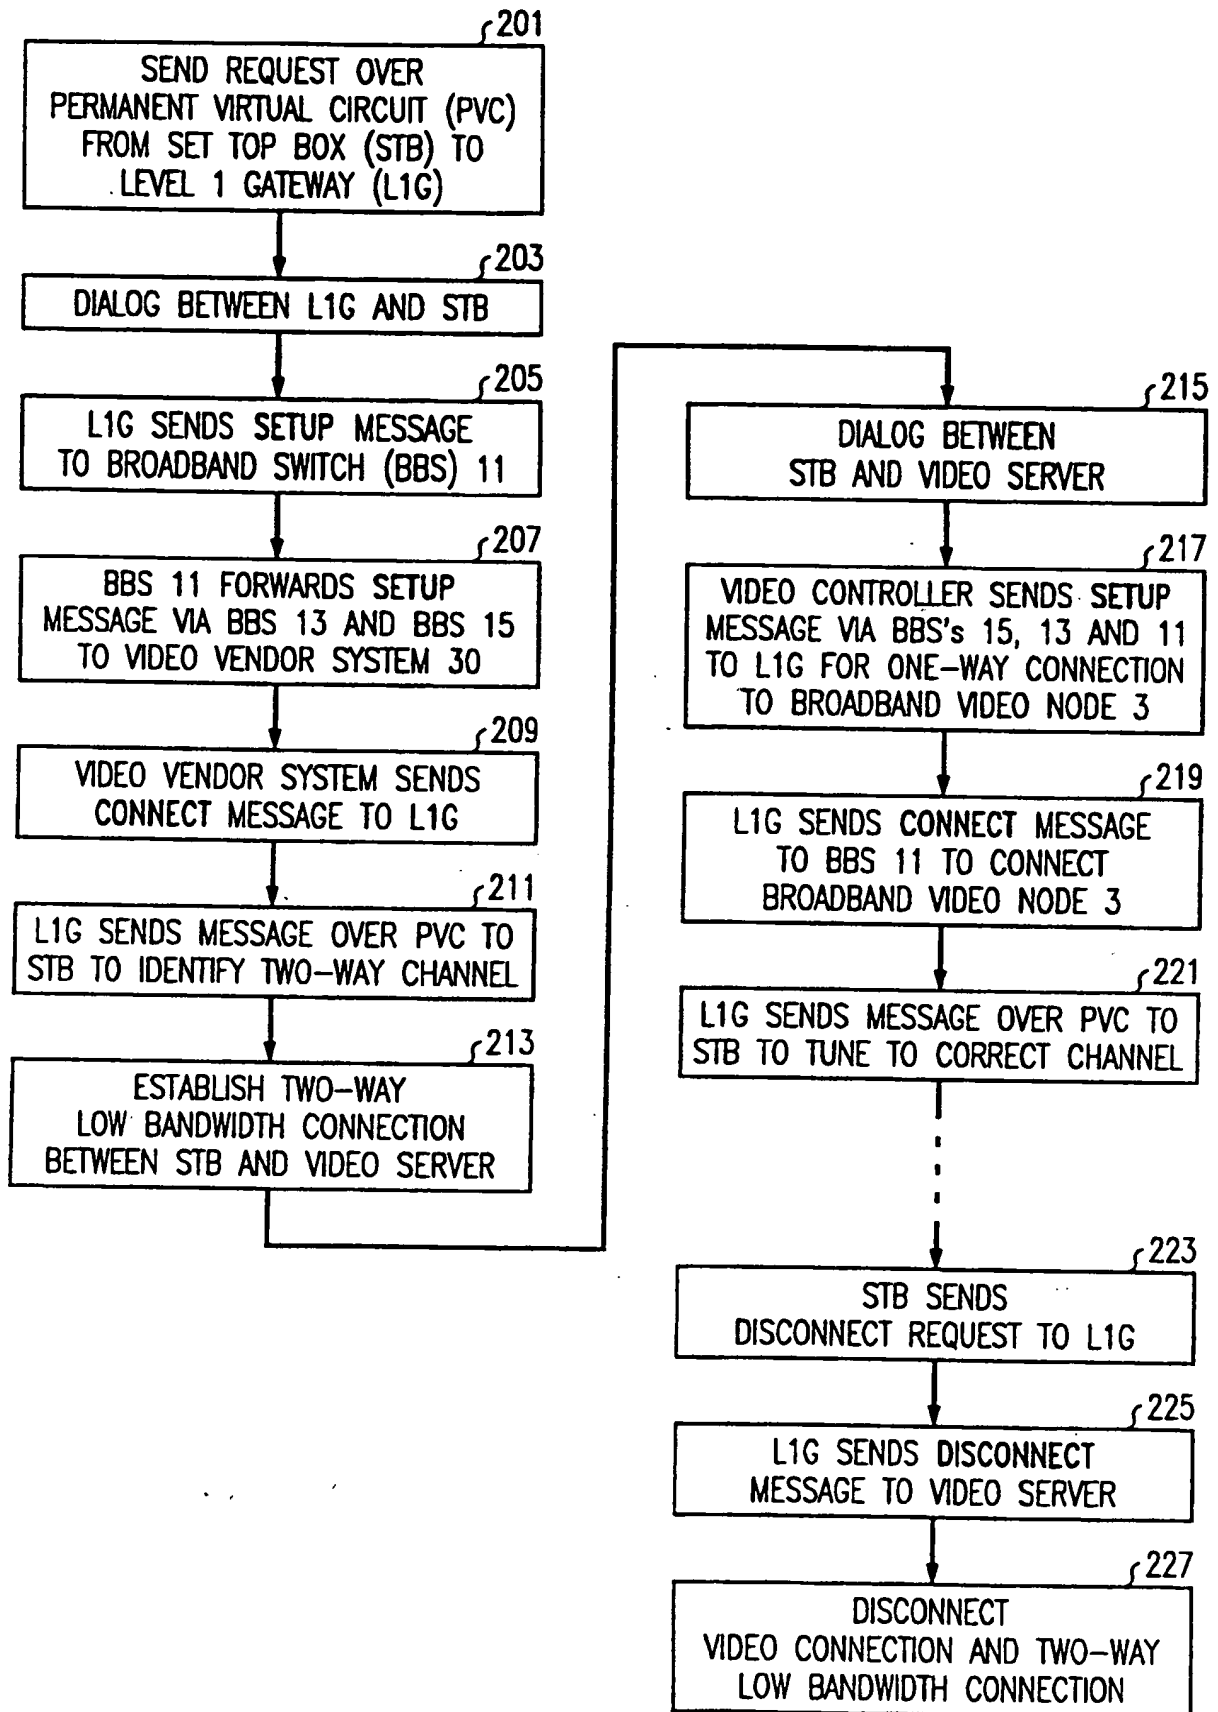 201
SEND REQUEST OVER
PERMANENT VIRTUAL CIRCUIT (PVC)
FROM SET TOP BOX (STB) TO
LEVEL 1 GATEWAY (L1G)
203
DIALOG BETWEEN L1G AND STB
205
L1G SENDS SETUP MESSAGE
TO BROADBAND SWITCH (BBS) 11
207
BBS 11 FORWARDS SETUP
MESSAGE VIA BBS 13 AND BBS 15
TO VIDEO VENDOR SYSTEM 30
209
VIDEO VENDOR SYSTEM SENDS
CONNECT MESSAGE TO L1G
211
L1G SENDS MESSAGE OVER PVC TO
STB TO IDENTIFY TWO-WAY CHANNEL
213
ESTABLISH TWO-WAY
LOW BANDWIDTH CONNECTION
BETWEEN STB AND VIDEO SERVER
215
DIALOG BETWEEN
STB AND VIDEO SERVER
217
VIDEO CONTROLLER SENDS SETUP
MESSAGE VIA BBS's 15, 13 AND 11
TO L1G FOR ONE-WAY CONNECTION
TO BROADBAND VIDEO NODE 3
219
L1G SENDS CONNECT MESSAGE
TO BBS 11 TO CONNECT
BROADBAND VIDEO NODE 3
221
L1G SENDS MESSAGE OVER PVC TO
STB TO TUNE TO CORRECT CHANNEL
223
STB SENDS
DISCONNECT REQUEST TO L1G
225
L1G SENDS DISCONNECT
MESSAGE TO VIDEO SERVER
227
DISCONNECT
VIDEO CONNECTION AND TWO-WAY
LOW BANDWIDTH CONNECTION